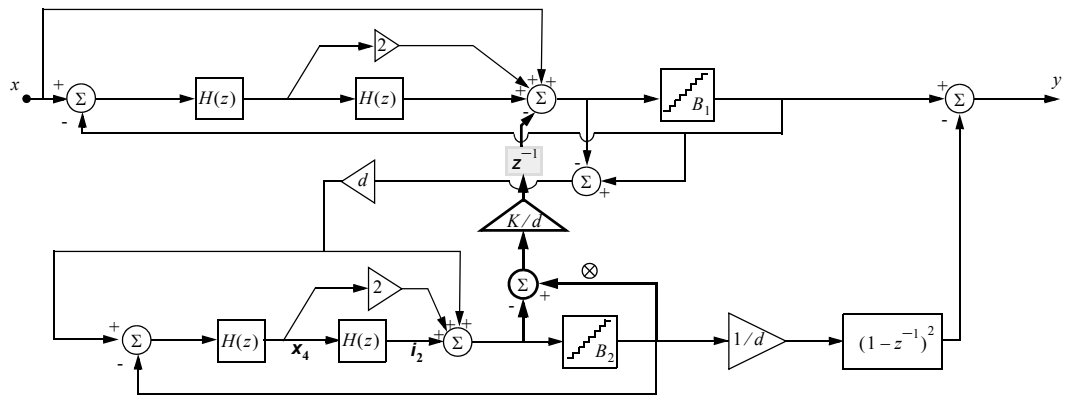 x
+
Σ
-
H(z)
2
H(z)
+
+
+
Σ
B₁
+
Σ
-
y
z⁻¹
-
Σ
+
d
K/d
⊗
Σ
+
-
+
Σ
-
H(z)
x₄
2
H(z)
i₂
+
+
+
Σ
B₂
1/d
(1 – z⁻¹)²